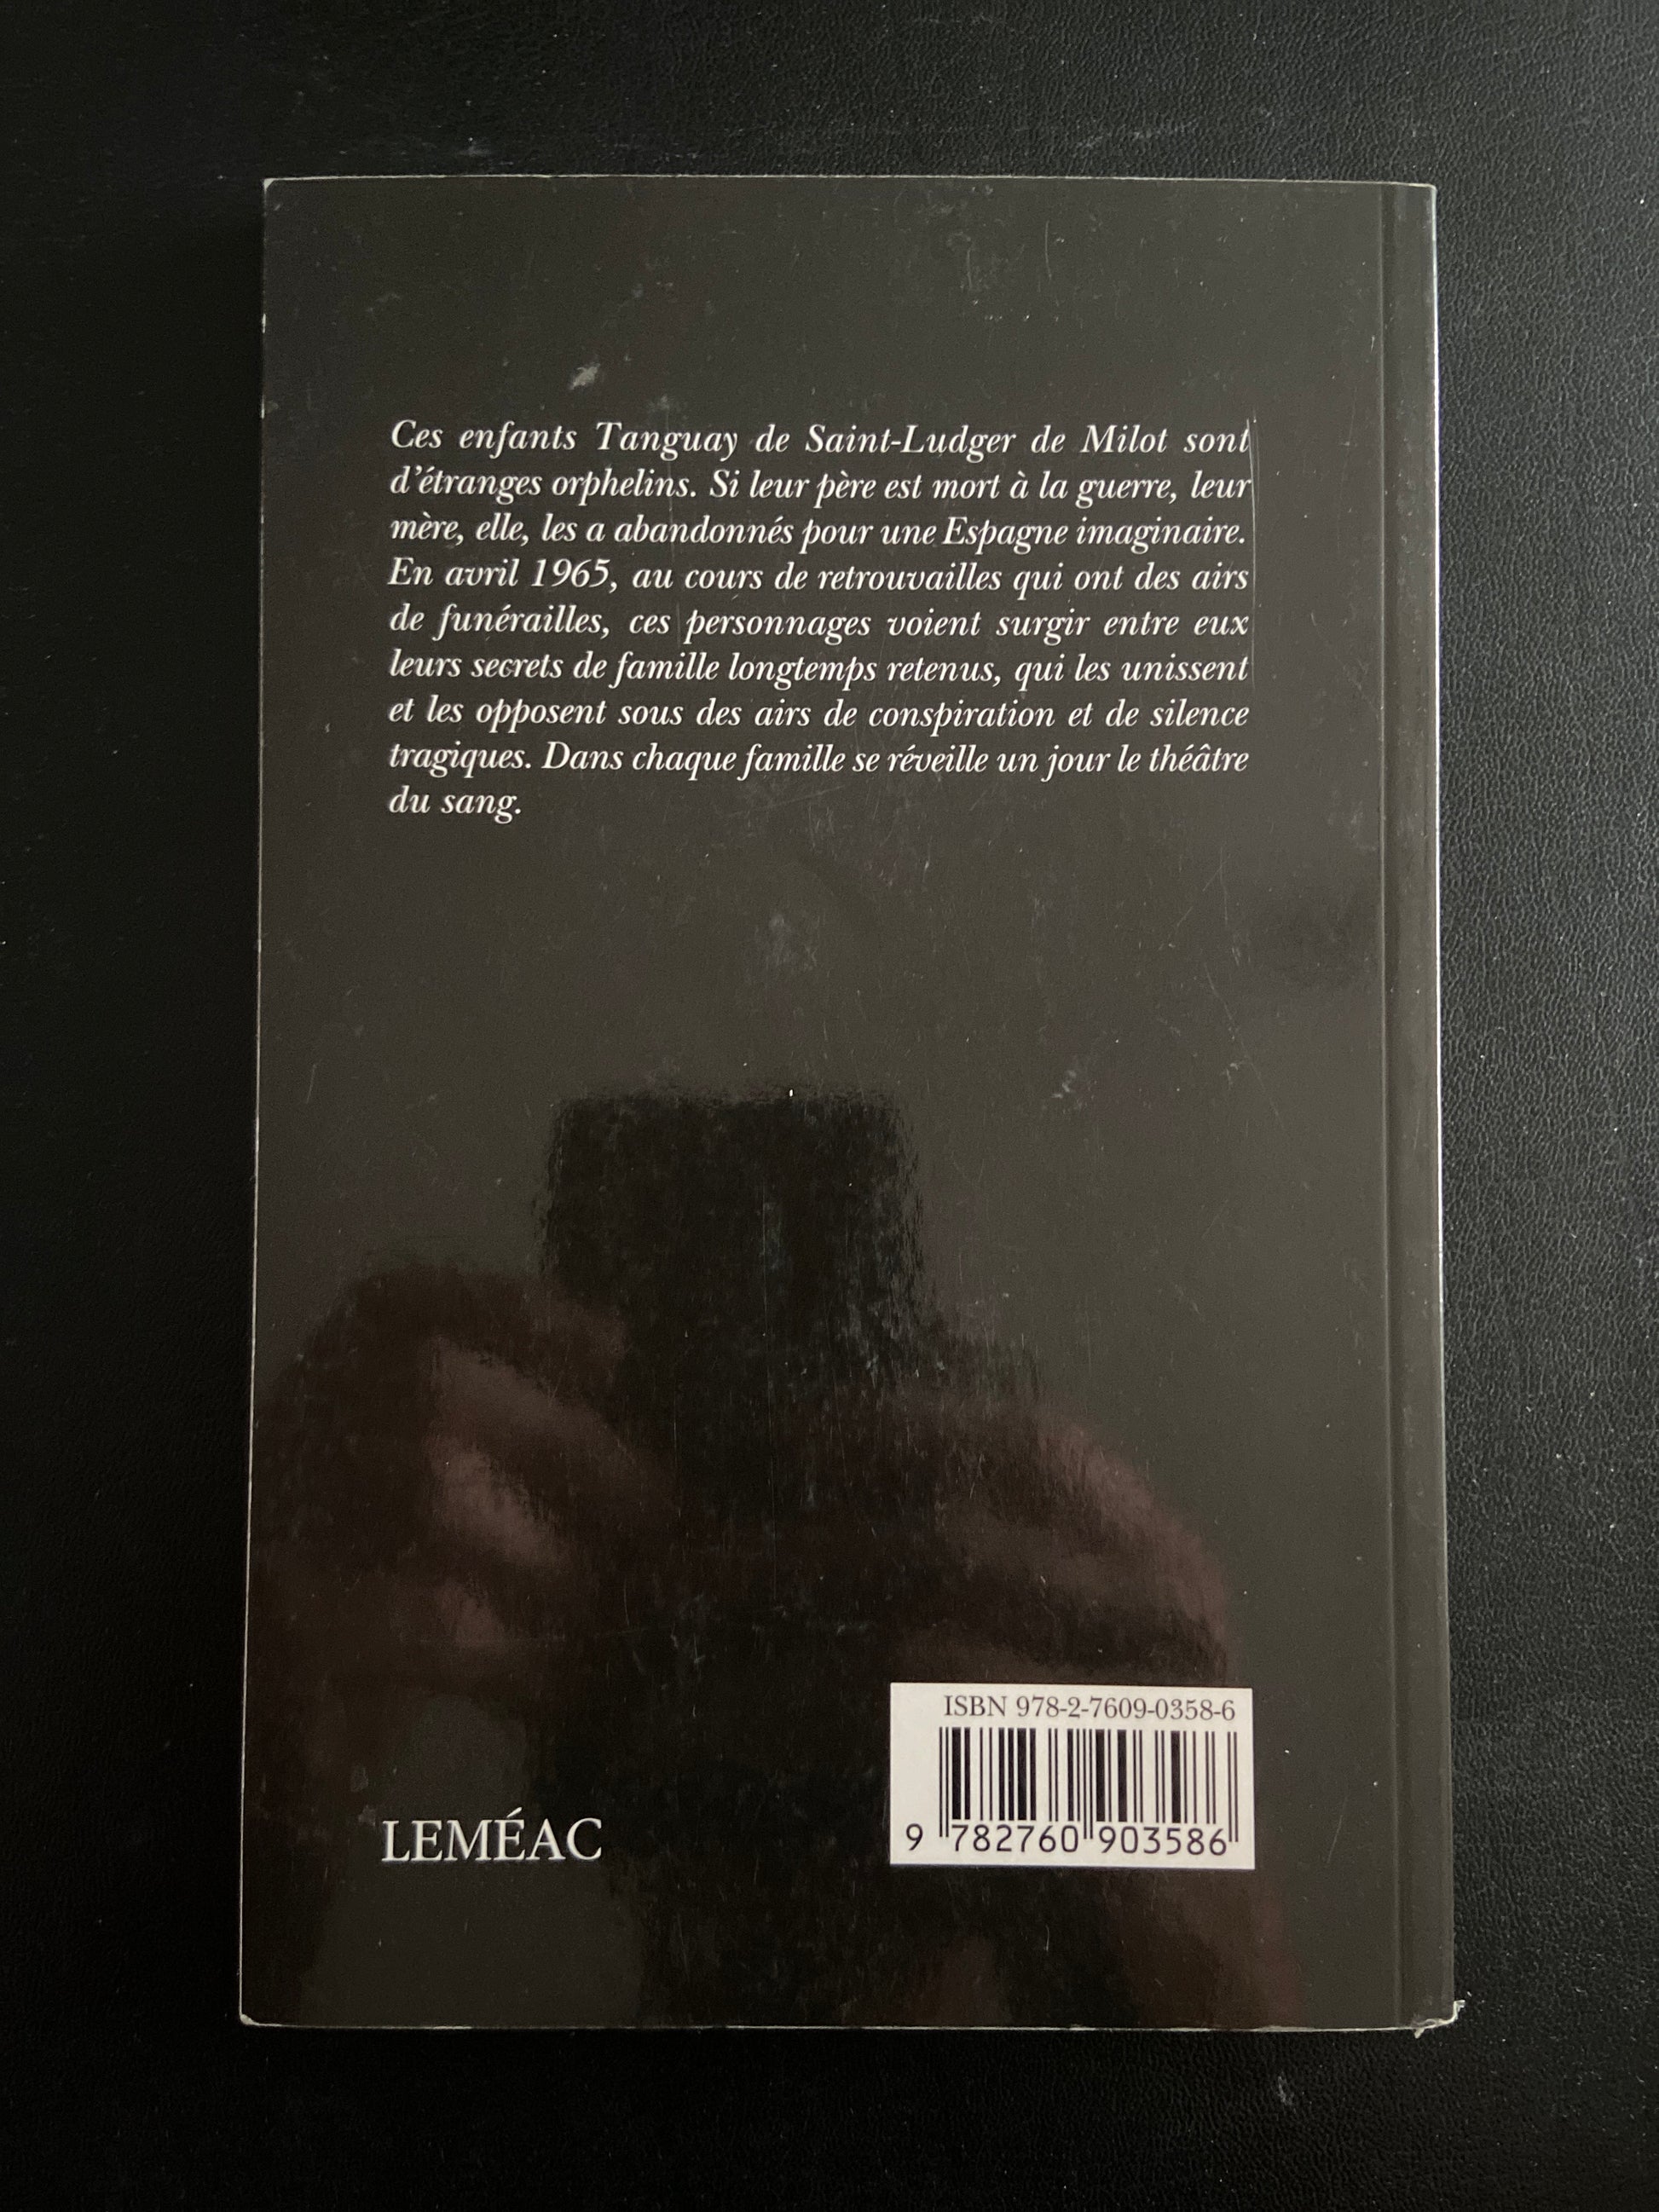 Ces enfants Tanguay de Saint-Ludger de Milot sont
d'étranges orphelins. Si leur père est mort à la guerre, leur
mère, elle, les a abandonnés pour une Espagne imaginaire.
En avril 1965, au cours de retrouvailles qui ont des airs
de funérailles, ces personnages voient surgir entre eux
leurs secrets de famille longtemps retenus, qui les unissent
et les opposent sous des airs de conspiration et de silence
tragiques. Dans chaque famille se réveille un jour le théâtre
du sang.
ISBN 978-2-7609-0358-6
9 782760 903586
LEMÉAC